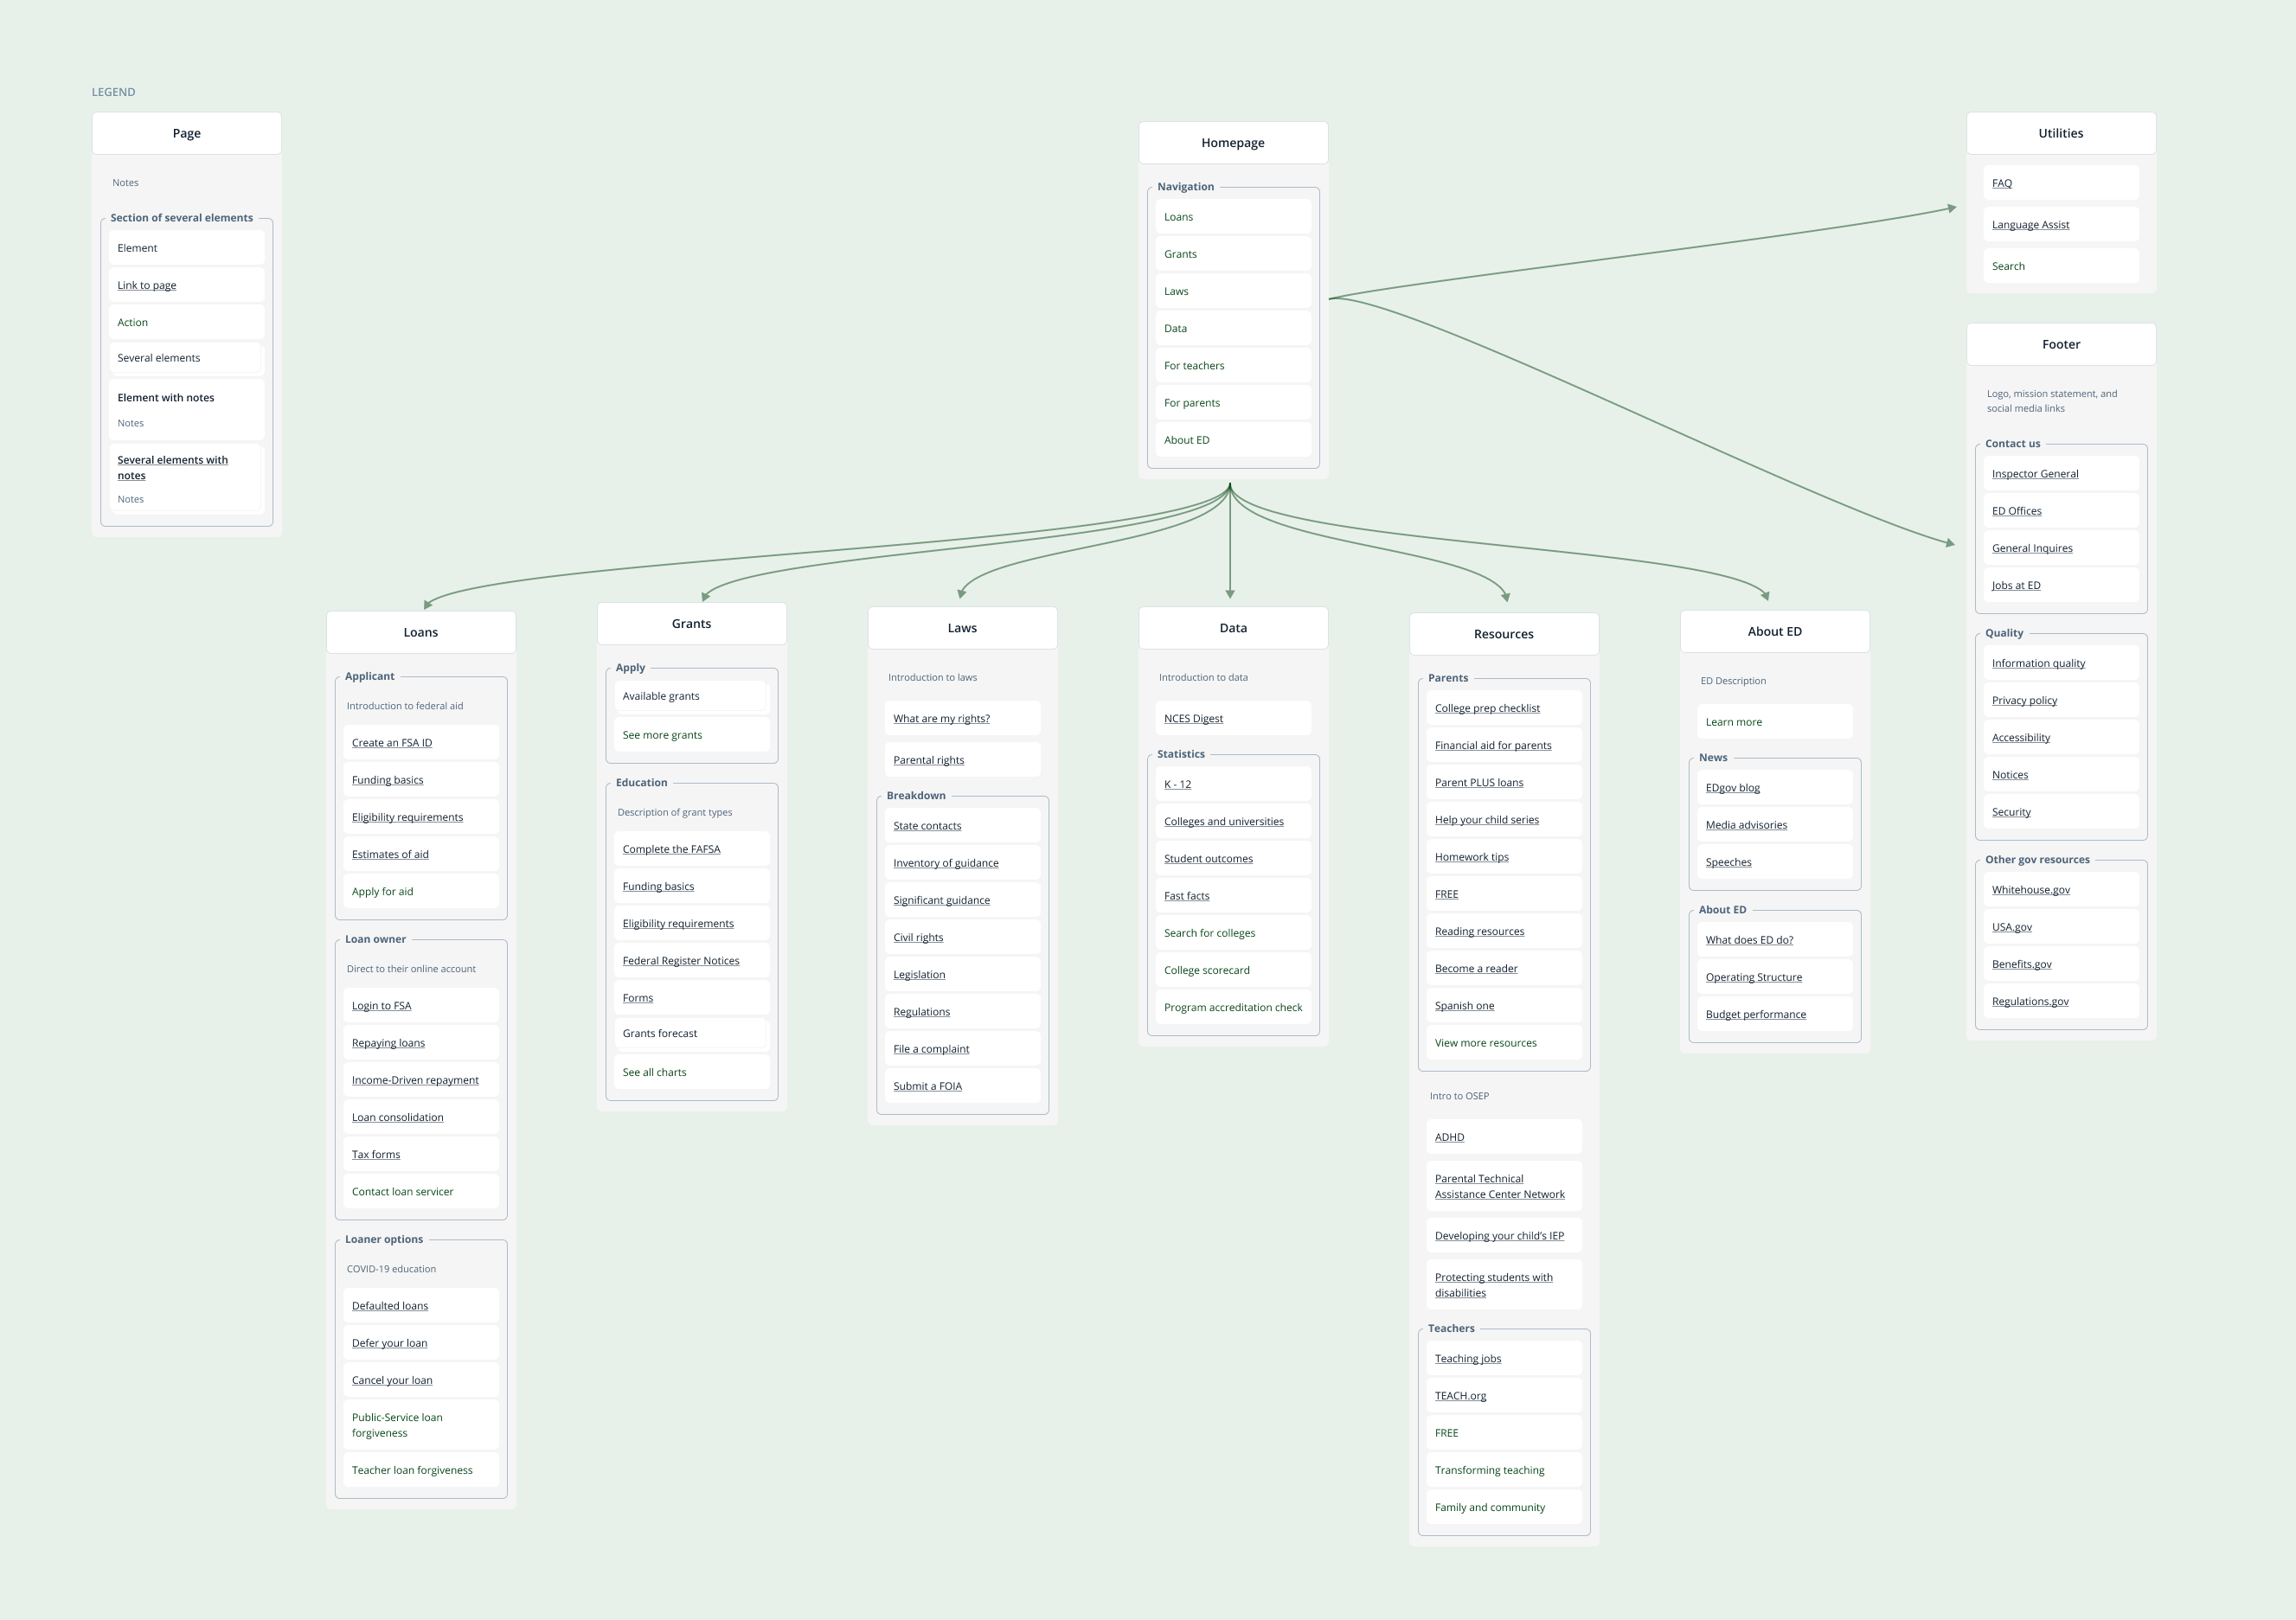 LEGEND
Page
Notes
Section of several elements
Element
Link to page
Action
Several elements
Element with notes
Notes
Several elements with
notes
Notes
Homepage
Navigation
Loans
Grants
Laws
Data
For teachers
For parents
About ED
Utilities
FAQ
Language Assist
Search
Footer
Logo, mission statement, and
social media links
Contact us
Inspector General
ED Offices
General Inquires
Jobs at ED
Quality
Information quality
Privacy policy
Accessibility
Notices
Security
Other gov resources
Whitehouse.gov
USA.gov
Benefits.gov
Regulations.gov
Loans
Applicant
Introduction to federal aid
Create an FSA ID
Funding basics
Eligibility requirements
Estimates of aid
Apply for aid
Loan owner
Direct to their online account
Login to FSA
Repaying loans
Income-Driven repayment
Loan consolidation
Tax forms
Contact loan servicer
Loaner options
COVID-19 education
Defaulted loans
Defer your loan
Cancel your loan
Public-Service loan
forgiveness
Teacher loan forgiveness
Grants
Apply
Available grants
See more grants
Education
Description of grant types
Complete the FAFSA
Funding basics
Eligibility requirements
Federal Register Notices
Forms
Grants forecast
See all charts
Laws
Introduction to laws
What are my rights?
Parental rights
Breakdown
State contacts
Inventory of guidance
Significant guidance
Civil rights
Legislation
Regulations
File a complaint
Submit a FOIA
Data
Introduction to data
NCES Digest
Statistics
K - 12
Colleges and universities
Student outcomes
Fast facts
Search for colleges
College scorecard
Program accreditation check
Resources
Parents
College prep checklist
Financial aid for parents
Parent PLUS loans
Help your child series
Homework tips
FREE
Reading resources
Become a reader
Spanish one
View more resources
Intro to OSEP
ADHD
Parental Technical
Assistance Center Network
Developing your child's IEP
Protecting students with
disabilities
Teachers
Teaching jobs
TEACH.org
FREE
Transforming teaching
Family and community
About ED
ED Description
Learn more
News
EDgov blog
Media advisories
Speeches
About ED
What does ED do?
Operating Structure
Budget performance